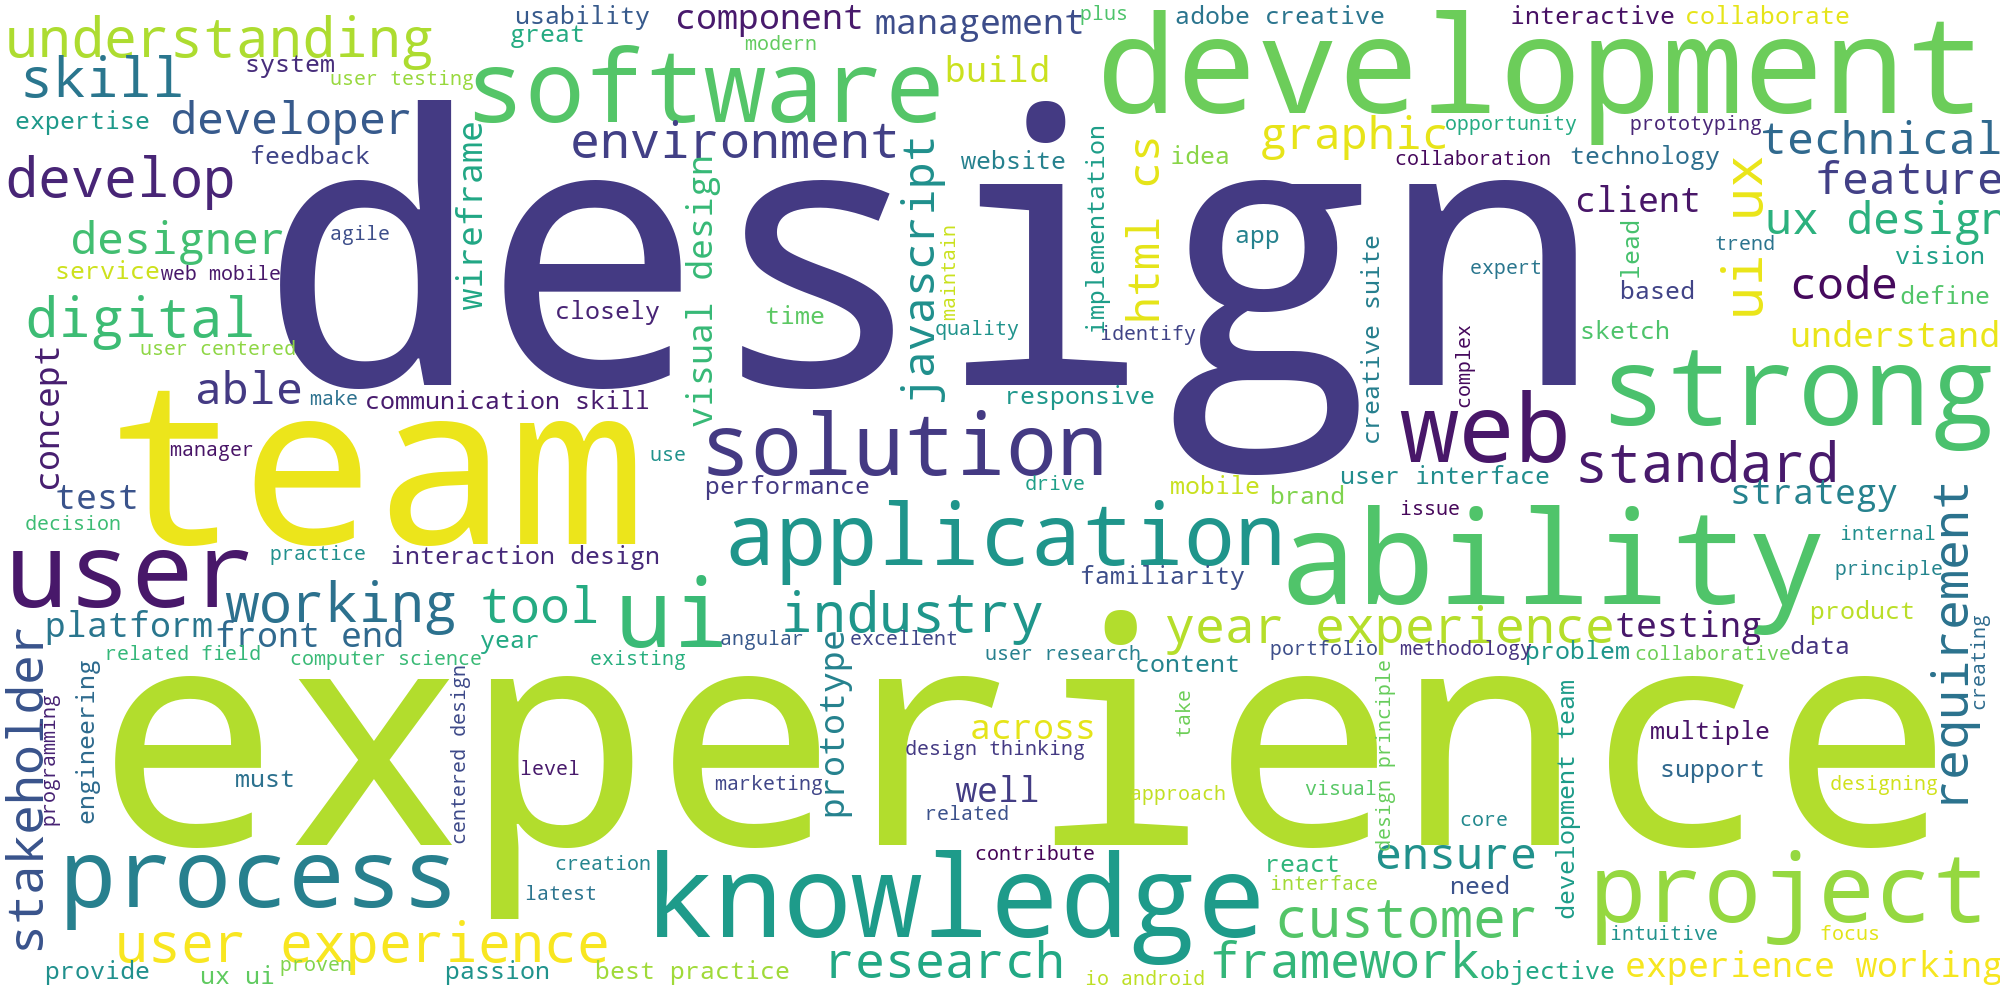 understanding
usability
great
component
management
plus
adobe creative
interactive
collaborate
modern
skill
system
user testing
software
build
development
expertise
developer
feedback
wireframe
environment
website
graphic
opportunity
prototyping
collaboration
technology
technical
idea
implementation
html cs
javascript
visual design
develop
design
feature
client
ui ux
ux design
designer
agile
app
lead
trend
vision
service
web mobile
closely
time
maintain
quality
identify
creative suite
expert
based
code
define
digital
user centered
sketch
understand
complex
concept
able
make
communication skill
responsive
strong
team
manager
use
solution
web
standard
test
performance
drive
mobile
brand
user interface
issue
strategy
decision
practice
interaction design
application
familiarity
ability
internal
principle
requirement
user
working
tool
ui
industry
year experience
testing
product
platform
front end
year
angular
excellent
user research
content
portfolio
methodology
problem
collaborative
data
creating
related field
computer science
existing
prototype
stakeholder
programming
engineering
experience
centered design
must
level
marketing
across
design thinking
well
related
take
approach
visual
design principle
development team
multiple
support
designing
core
process
creation
latest
contribute
knowledge
react
interface
ensure
need
project
customer
user experience
intuitive
focus
provide
ux ui
proven
passion
best practice
research
io android
framework
objective
experience working